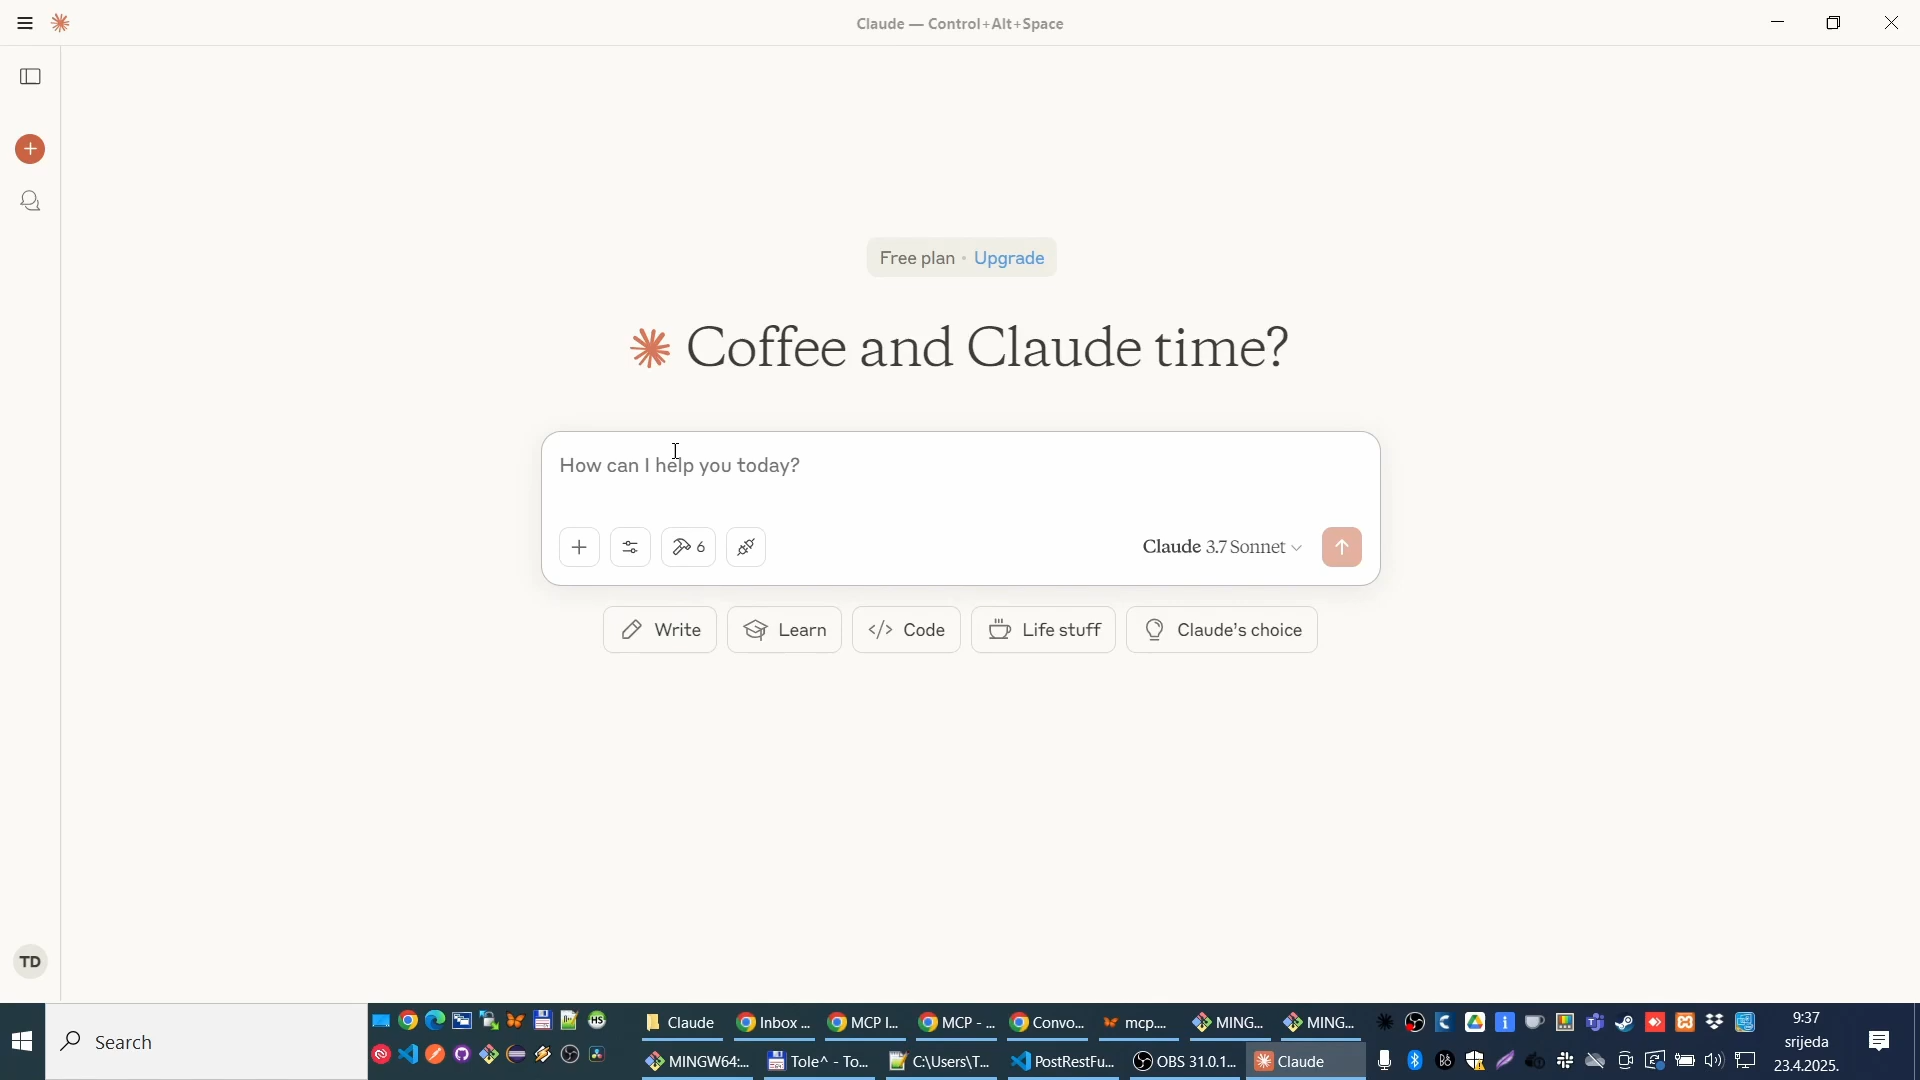 Claude — Control+Alt+Space
Free plan • Upgrade
Coffee and Claude time?
How can I help you today?
6
Claude 3.7 Sonnet
Write
Learn
Code
Life stuff
Claude's choice
TD
Search
Claude
Inbox ...
MCP I...
MCP - ...
Convo...
mcp....
MING...
MING...
MINGW64:...
Tole^ - To...
C:\Users\T...
PostRestFu...
OBS 31.0.1...
Claude
9:37
srijeda
23.4.2025.